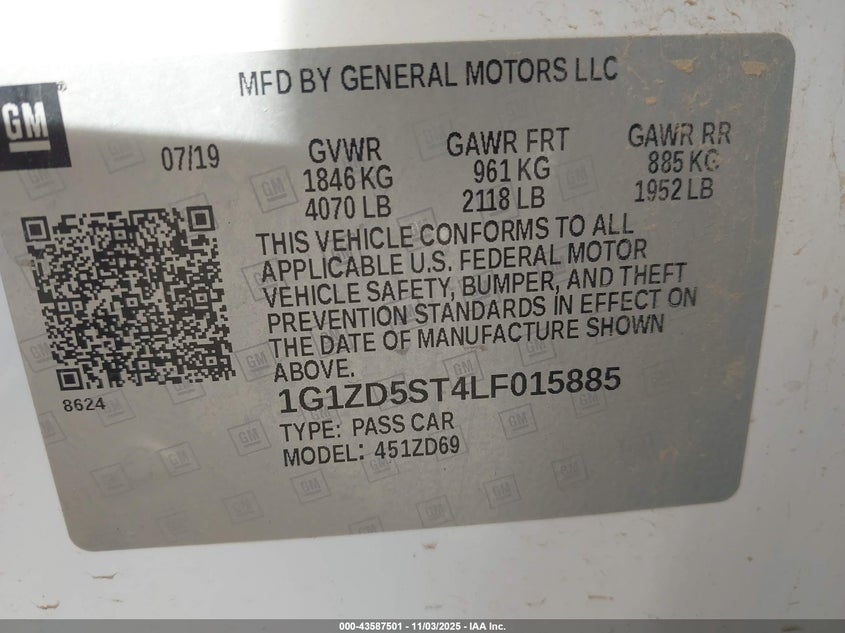 MFD BY GENERAL MOTORS LLC
GM
07/19
GVWR
1846 KG
4070 LB
GAWR FRT
961 KG
2118 LB
GAWR RR
885 KG
1952 LB
THIS VEHICLE CONFORMS TO ALL
APPLICABLE U.S. FEDERAL MOTOR
VEHICLE SAFETY, BUMPER, AND THEFT
PREVENTION STANDARDS IN EFFECT ON
THE DATE OF MANUFACTURE SHOWN
ABOVE.
8624
1G1ZD5ST4LF015885
TYPE: PASS CAR
MODEL: 451ZD69
000-43587501 - 11/03/2025 - IAA Inc.